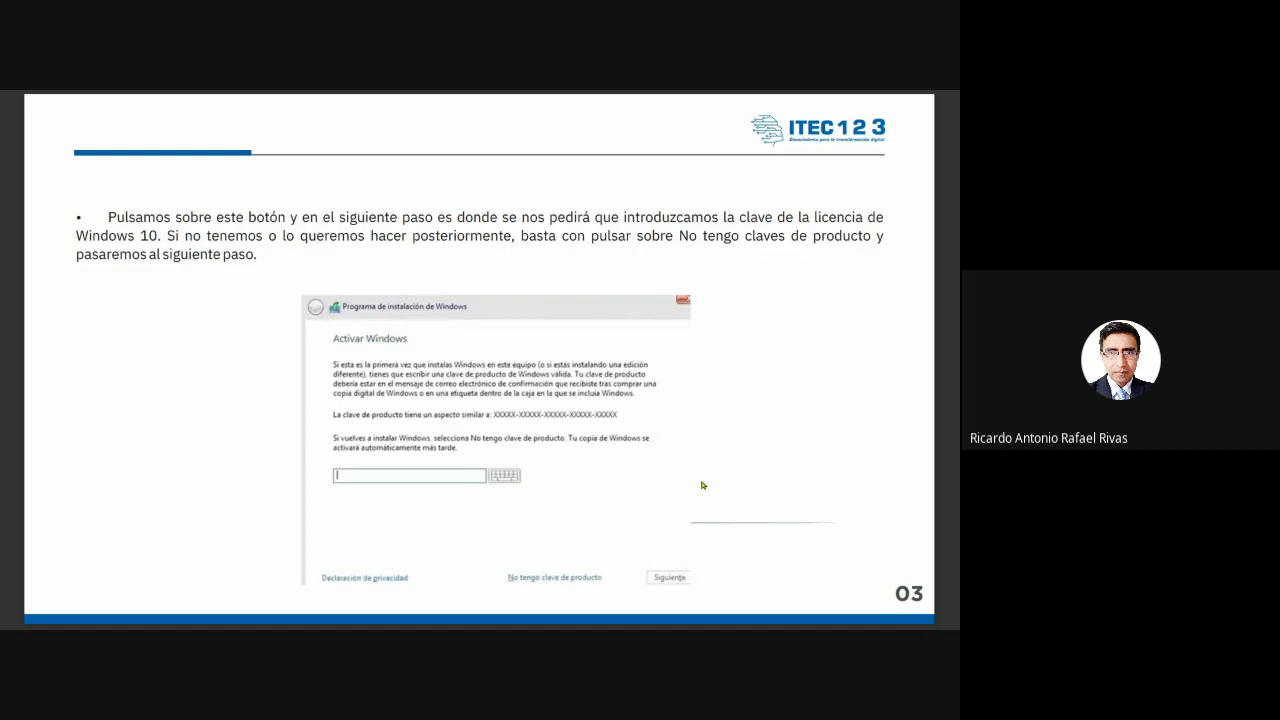 ITEC 1 2 3
Conocimiento para la transformación digital
• Pulsamos sobre este botón y en el siguiente paso es donde se nos pedirá que introduzcamos la clave de la licencia de
Windows 10. Si no tenemos o lo queremos hacer posteriormente, basta con pulsar sobre No tengo claves de producto y
pasaremos al siguiente paso.
Programa de instalación de Windows
Activar Windows
Si esta es la primera vez que instalas Windows en este equipo (o si estás instalando una edición
diferente), tienes que escribir una clave de producto de Windows válida. Tu clave de producto
debería estar en el mensaje de correo electrónico de confirmación que recibiste tras comprar una
copia digital de Windows o en una etiqueta dentro de la caja en la que se incluía Windows.
La clave de producto tiene un aspecto similar a: XXXXX-XXXXX-XXXXX-XXXXX-XXXXX
Si vuelves a instalar Windows, selecciona No tengo clave de producto. Tu copia de Windows se
activará automáticamente más tarde.
Declaración de privacidad
No tengo clave de producto
Siguiente
03
Ricardo Antonio Rafael Rivas